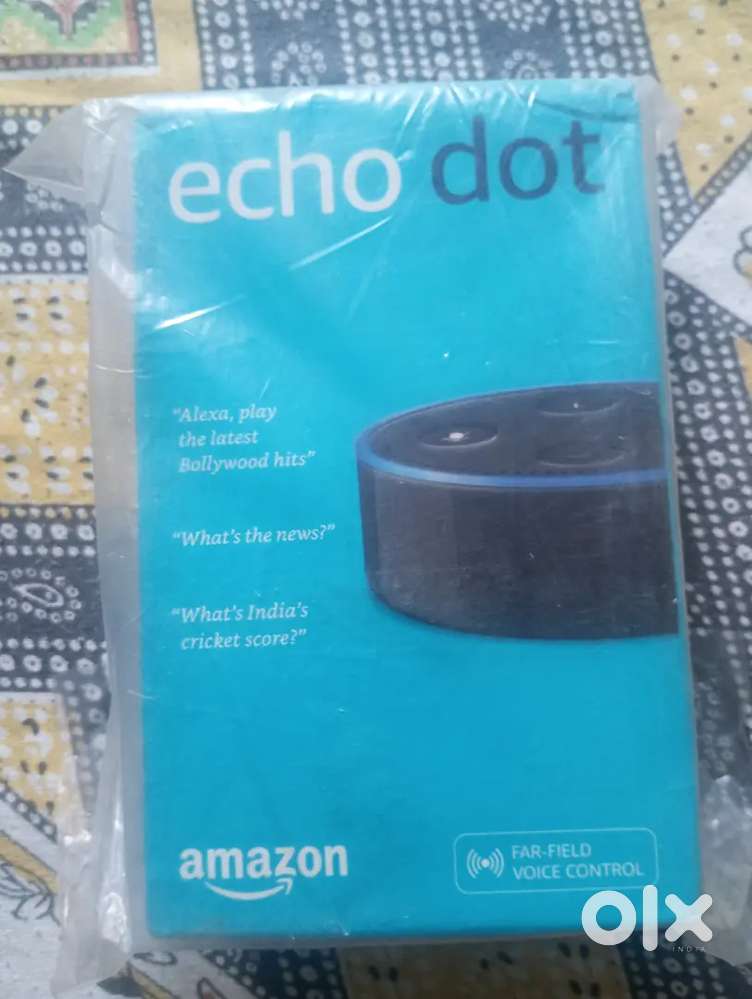 echo dot
“Alexa, play
the latest
Bollywood hits”
“What’s the news?”
“What’s India’s
cricket score?”
amazon
FAR-FIELD
VOICE CONTROL
olx
INDIA